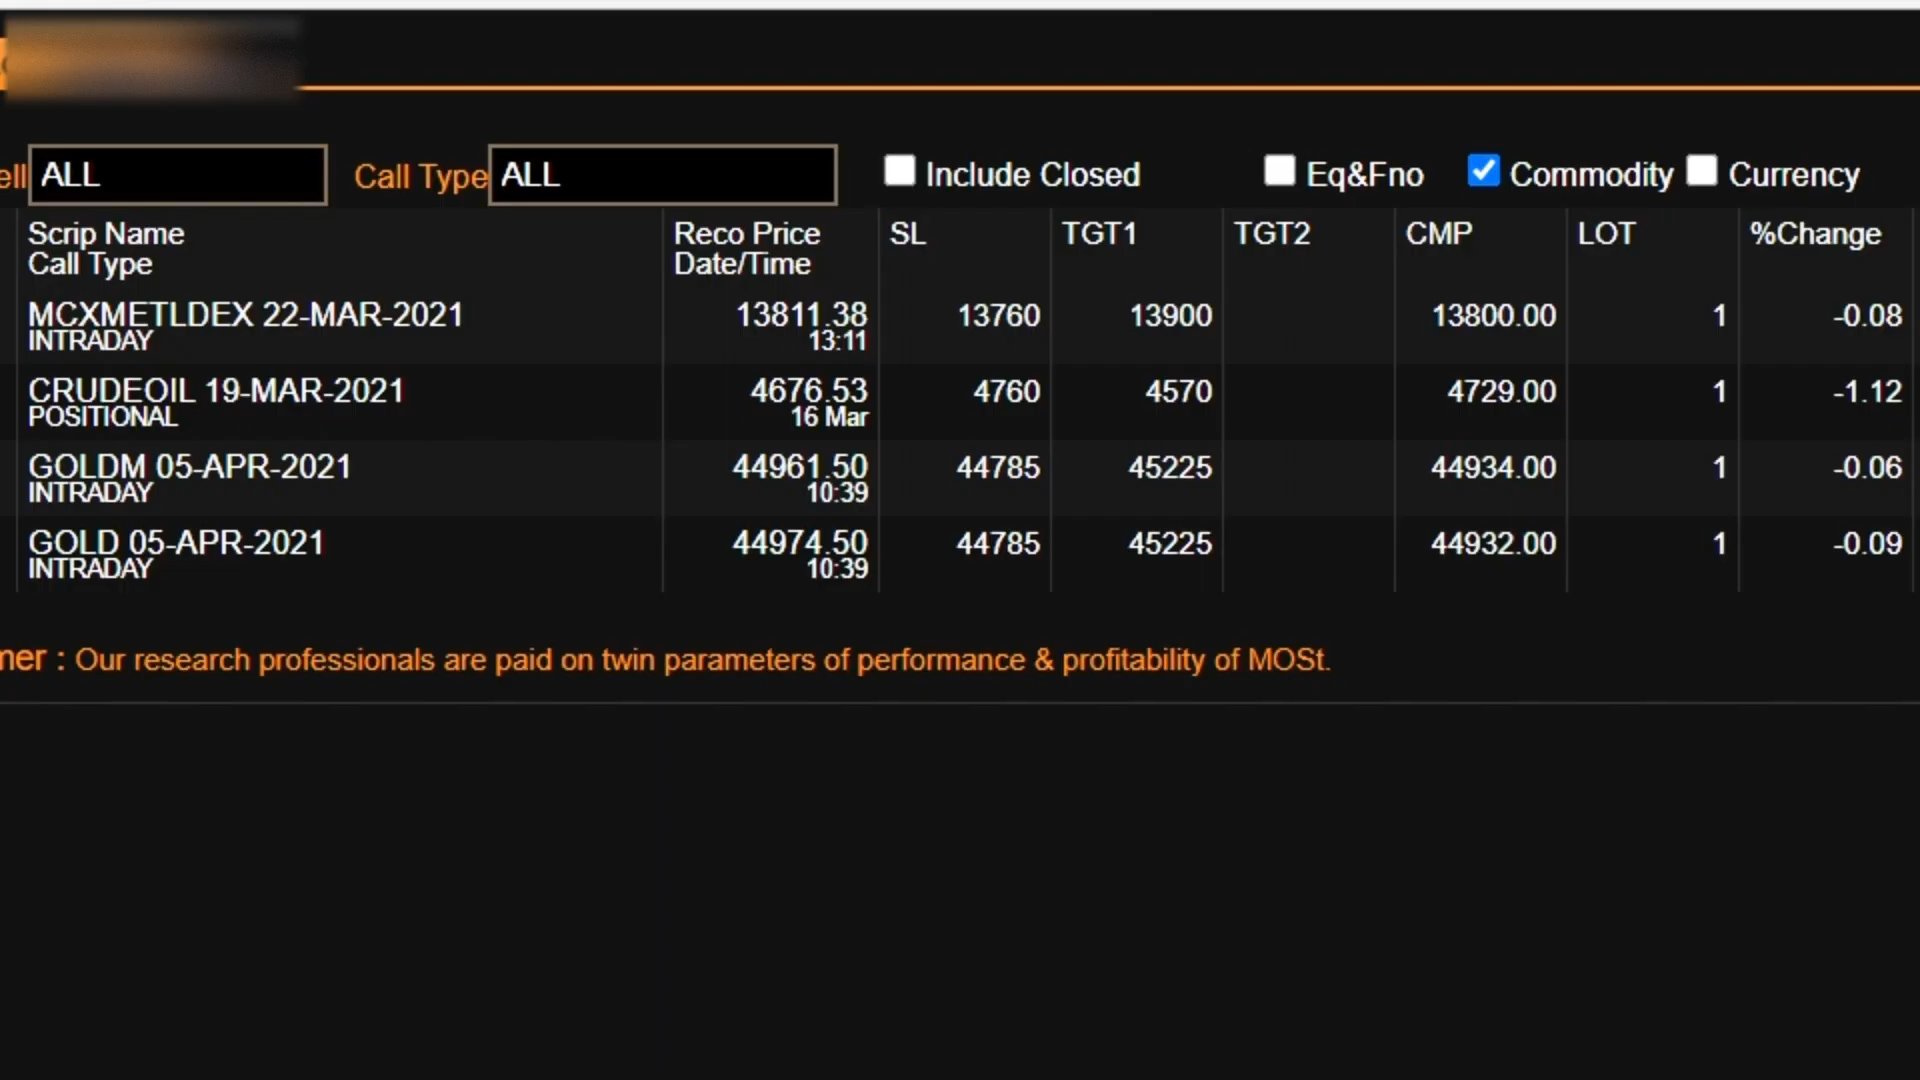 ell ALL Call Type ALL Include Closed Eq&Fno Commodity Currency
Scrip Name Reco Price SL TGT1 TGT2 CMP LOT %Change
Call Type Date/Time
MCXMETLDEX 22-MAR-2021 13811.38 13760 13900 13800.00 1 -0.08
INTRADAY 13:11
CRUDEOIL 19-MAR-2021 4676.53 4760 4570 4729.00 1 -1.12
POSITIONAL 16 Mar
GOLDM 05-APR-2021 44961.50 44785 45225 44934.00 1 -0.06
INTRADAY 10:39
GOLD 05-APR-2021 44974.50 44785 45225 44932.00 1 -0.09
INTRADAY 10:39
mer : Our research professionals are paid on twin parameters of performance & profitability of MOSt.